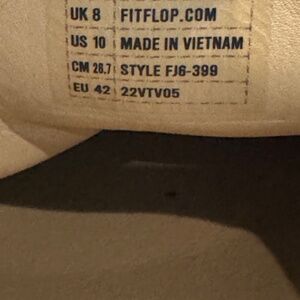 UK 8 FITFLOP.COM
US 10 MADE IN VIETNAM
CM 28.7 STYLE FJ6-399
EU 42 22VTV05